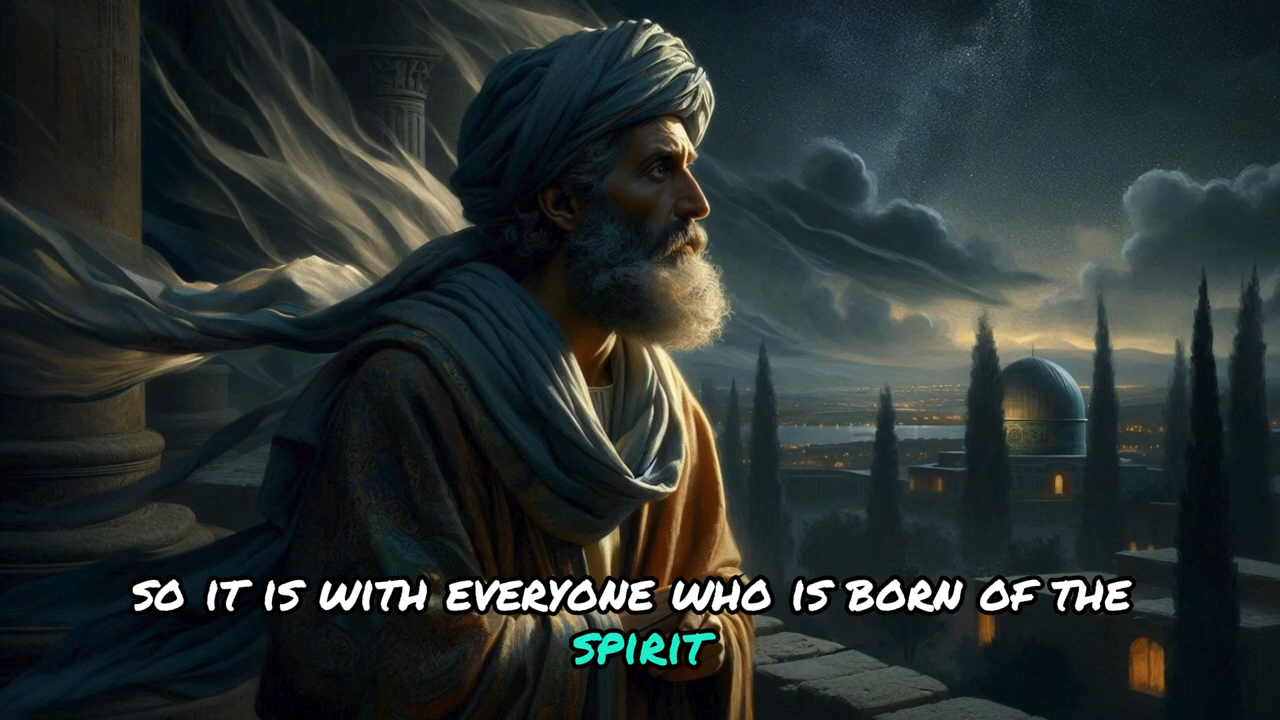 SO IT IS WITH EVERYONE WHO IS BORN OF THE
SPIRIT